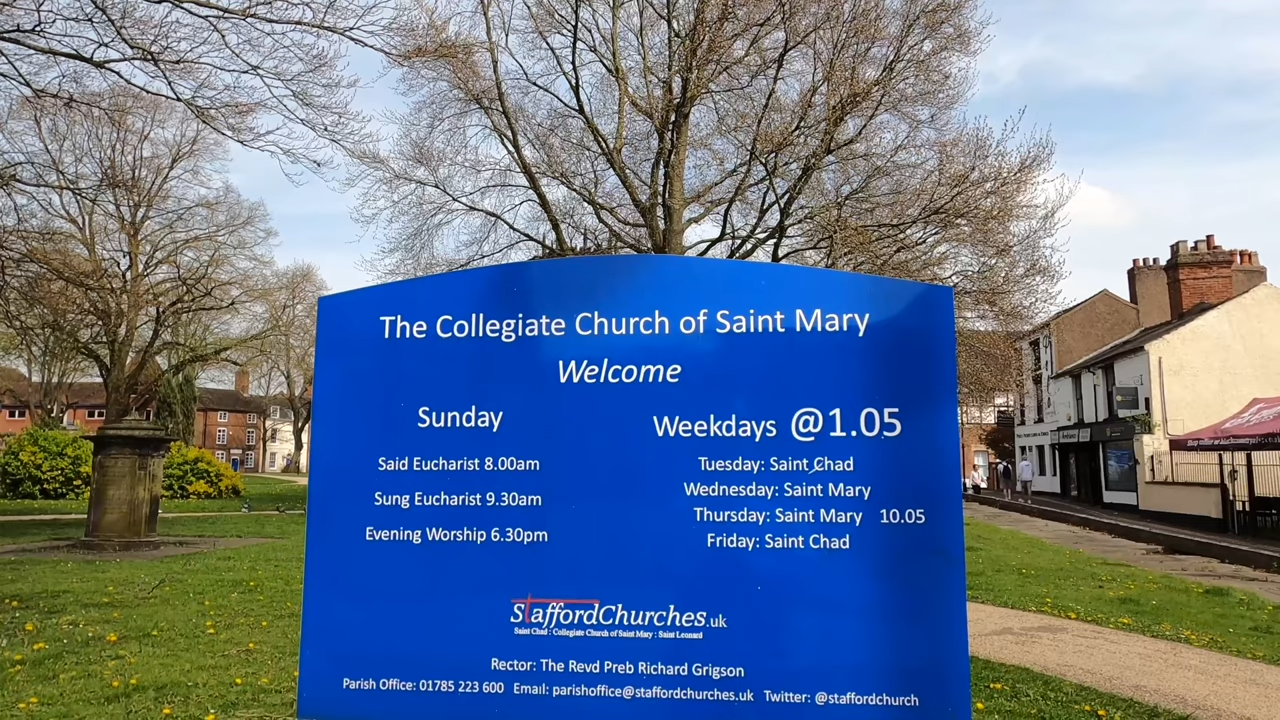 The Collegiate Church of Saint Mary
Welcome
Sunday
Said Eucharist 8.00am
Sung Eucharist 9.30am
Evening Worship 6.30pm
Weekdays @1.05
Tuesday: Saint Chad
Wednesday: Saint Mary
Thursday: Saint Mary 10.05
Friday: Saint Chad
StaffordChurches.uk
Saint Chad : Collegiate Church of Saint Mary : Saint Leonard
Rector: The Revd Preb Richard Grigson
Parish Office: 01785 223 600 Email: parishoffice@staffordchurches.uk Twitter: @staffordchurch